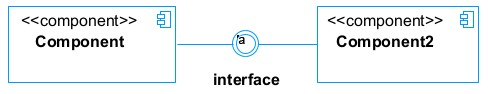 <<component>>
Component
'a
interface
<<component>>
Component2